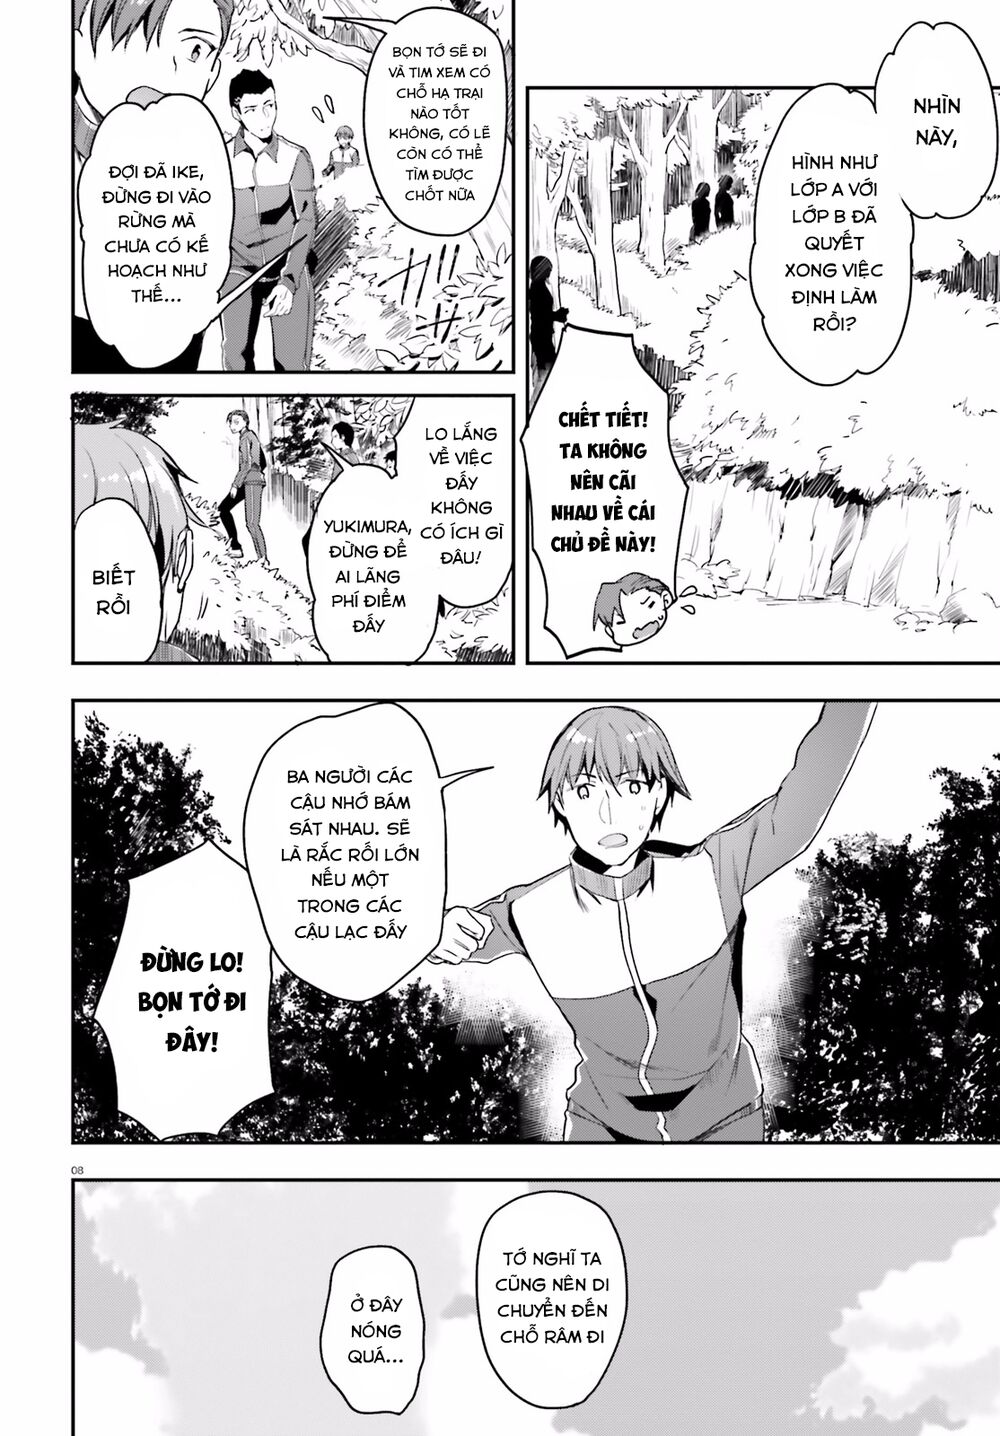 NHÌN
NÀY,
HÌNH NHƯ
LỚP A VỚI
LỚP B ĐÃ
QUYẾT
XONG VIỆC
ĐỊNH LÀM
RỒI?
CHẾT TIẾT!
TA KHÔNG
NÊN CÃI
NHAU VỀ CÁI
CHỦ ĐỀ NÀY!
BỌN TỚ SẼ ĐI
VÀ TIM XEM CÓ
CHỖ HẠ TRẠI
NÀO TỐT
KHÔNG, CÓ LẼ
CÒN CÓ THỂ
TÌM ĐƯỢC
CHỐT NỮA
ĐỢI ĐÃ IKE,
ĐỪNG ĐI VÀO
RỪNG MÀ
CHƯA CÓ KẾ
HOẠCH NHƯ
THẾ...
LO LẮNG
VỀ VIỆC
ĐẤY KHÔNG
CÓ ÍCH GÌ
ĐÂU!
YUKIMURA,
ĐỪNG ĐỂ
AI LÃNG
PHÍ ĐIỂM
ĐẤY
BIẾT
RỒI
BA NGƯỜI CÁC
CẬU NHỚ BÁM
SÁT NHAU. SẼ
LÀ RẮC RỐI LỚN
NẾU MỘT
TRONG CÁC
CẬU LẠC ĐẤY
ĐỪNG LO!
BỌN TỚ ĐI
ĐÂY!
08
TỚ NGHĨ TA
CŨNG NÊN DI
CHUYỂN ĐẾN
CHỖ RÂM ĐI
Ở ĐÂY
NÓNG
QUÁ...